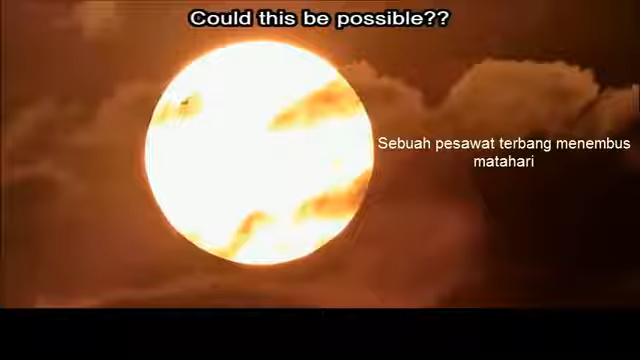 Could this be possible??
Sebuah pesawat terbang menembus
matahari